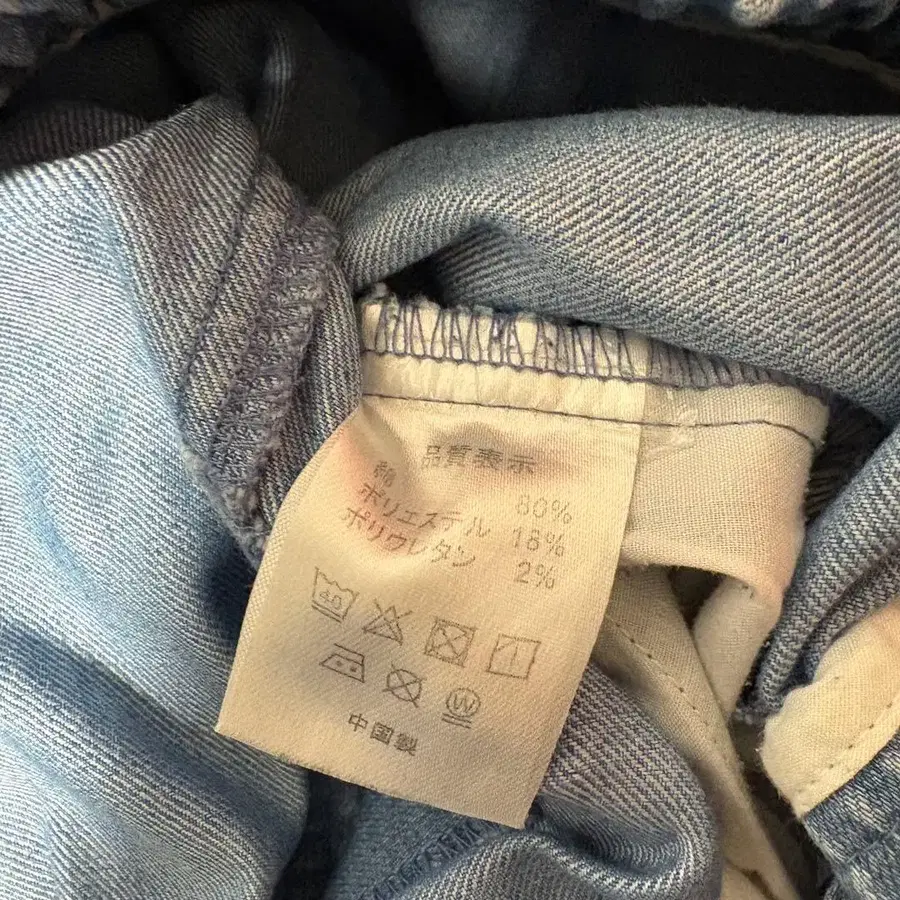 品質表示
綿 80%
ポリエステル 18%
ポリウレタン 2%
40
W
中国製